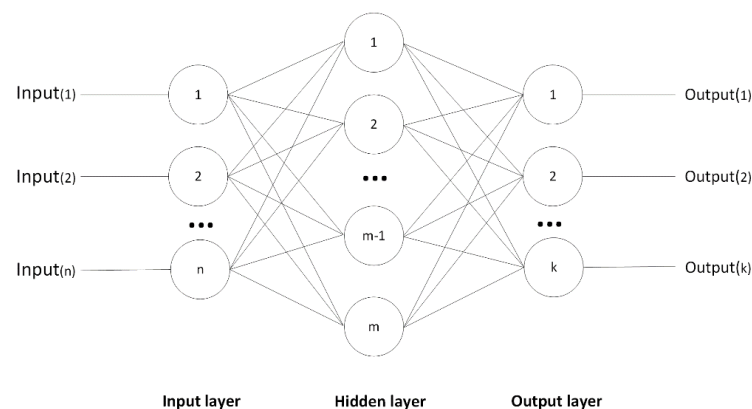 1
Input(1) 1 1 Output(1)
2
Input(2) 2 2 Output(2)
...
... ...
m-1
Input(n) n k Output(k)
m
Input layer Hidden layer Output layer